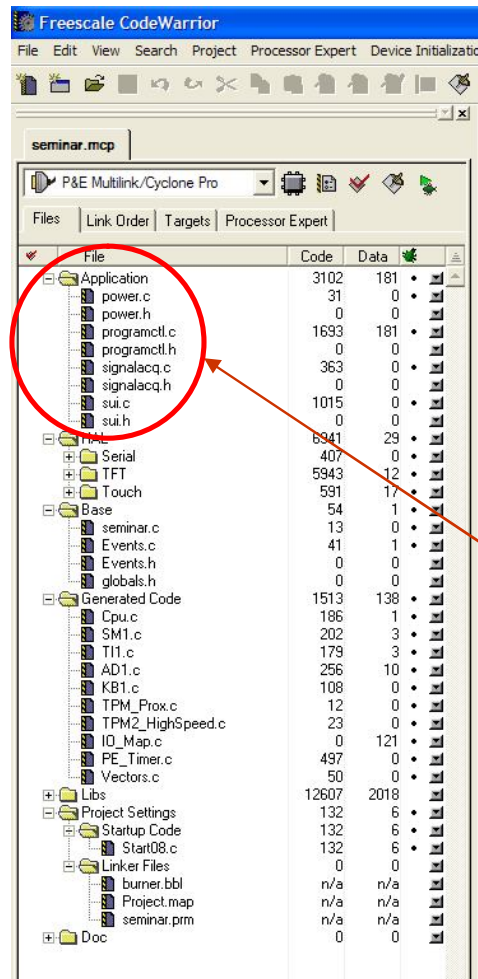 Freescale CodeWarrior
File Edit View Search Project Processor Expert Device Initializatic
seminar.mcp
P&E Multilink/Cyclone Pro
Files Link Order Targets Processor Expert
File Code Data
Application 3102 181
power.c 31 0
power.h 0 0
programctl.c 1693 181
programctl.h 0 0
signalacq.c 363 0
signalacq.h 0 0
sui.c 1015 0
sui.h 0 0
HAL 6941 29
Serial 407 0
TFT 5943 12
Touch 591 17
Base 54 1
seminar.c 13 0
Events.c 41 1
Events.h 0 0
globals.h 0 0
Generated Code 1513 138
Cpu.c 186 1
SM1.c 202 3
TI1.c 179 3
AD1.c 256 10
KB1.c 108 0
TPM_Prox.c 12 0
TPM2_HighSpeed.c 23 0
IO_Map.c 0 121
PE_Timer.c 497 0
Vectors.c 50 0
Libs 12607 2018
Project Settings 132 6
Startup Code 132 6
Start08.c 132 6
Linker Files 0 0
burner.bbl n/a n/a
Project.map n/a n/a
seminar.prm n/a n/a
Doc 0 0